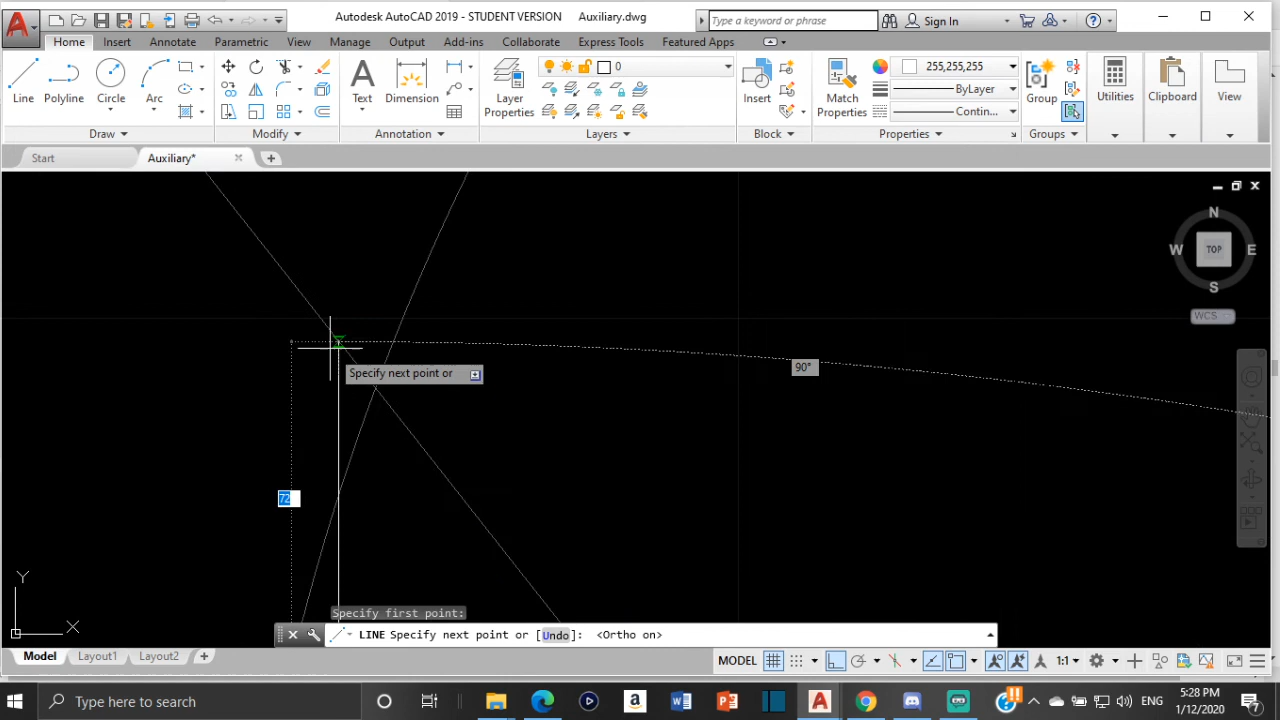 Autodesk AutoCAD 2019 - STUDENT VERSION Auxiliary.dwg
Type a keyword or phrase
Sign In
Home Insert Annotate Parametric View Manage Output Add-ins Collaborate Express Tools Featured Apps
0
255,255,255
ByLayer
Contin...
Line Polyline Circle Arc
Text Dimension
Layer Properties
Insert
Match Properties
Group
Utilities Clipboard View
Draw Modify Annotation Layers Block Properties Groups
Start Auxiliary*
N
W TOP E
S
WCS
90°
Specify next point or
72
Y
X
Specify first point:
LINE Specify next point or [Undo]: <Ortho on>
Model Layout1 Layout2
MODEL 1:1
Type here to search
ENG
5:28 PM
1/12/2020
7